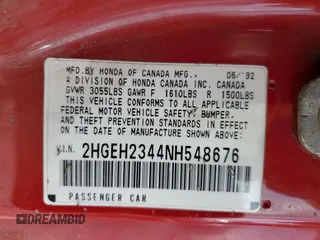 MFD. BY HONDA OF CANADA MFG., 06/'92
A DIVISION OF HONDA CANADA INC. CANADA
GVWR 3055LBS GAWR F 1610LBS R 1500LBS
THIS VEHICLE CONFORMS TO ALL APPLICABLE
FEDERAL MOTOR VEHICLE SAFETY, BUMPER,
AND THEFT PREVENTION STANDARDS IN EFFECT
ON THE DATE OF MANUFACTURE SHOWN ABOVE.
V.I.N. 2HGEH2344NH548676
PASSENGER CAR
DREAMBID